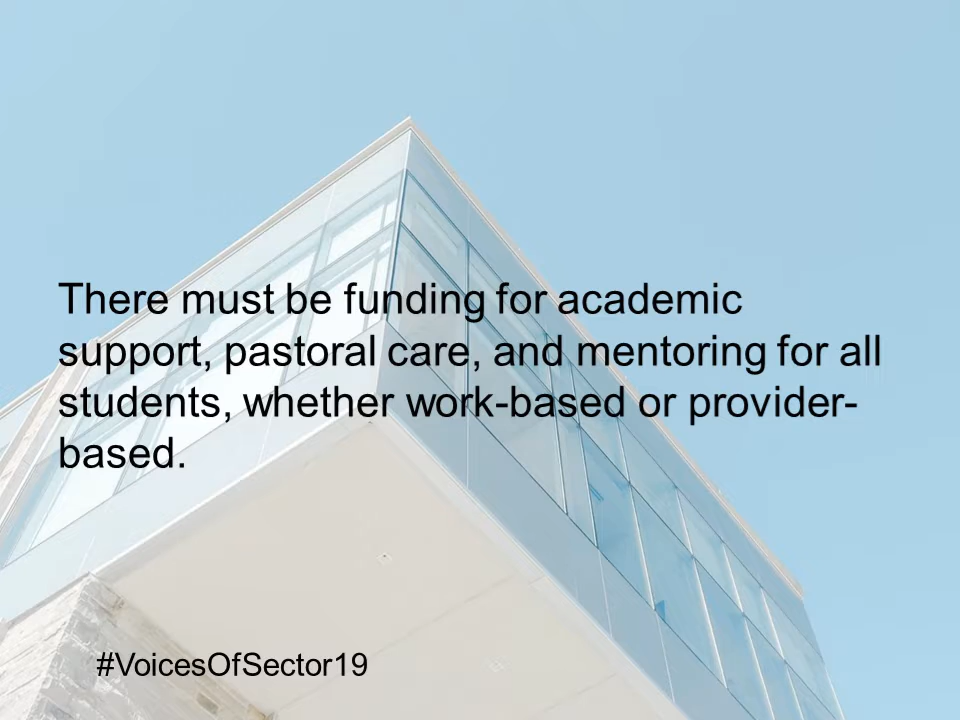 There must be funding for academic
support, pastoral care, and mentoring for all
students, whether work-based or provider-
based.
#VoicesOfSector19